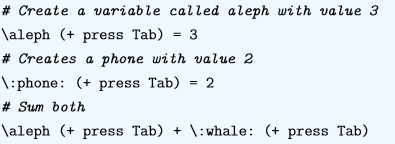 # Create a variable called aleph with value 3
\aleph (+ press Tab) = 3
# Creates a phone with value 2
\:phone: (+ press Tab) = 2
# Sum both
\aleph (+ press Tab) + \:whale: (+ press Tab)